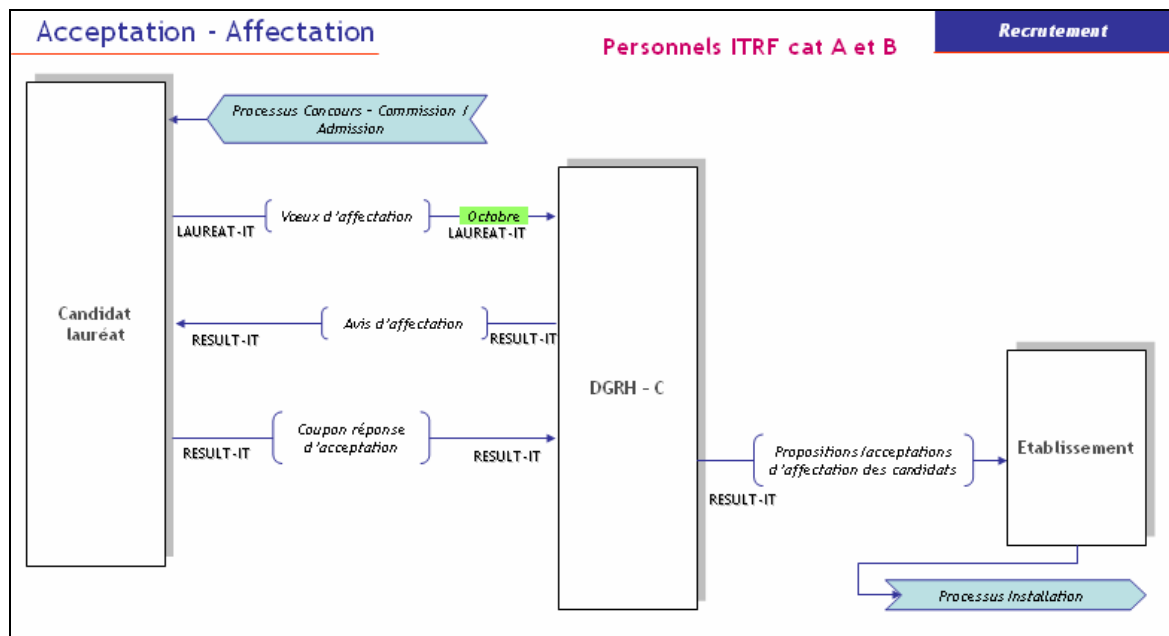 Acceptation - Affectation
Personnels ITRF cat A et B
Recrutement
Processus Concours – Commission /
Admission
Vœux d'affectation
Octobre
LAUREAT-IT
LAUREAT-IT
Candidat
lauréat
Avis d'affectation
RESULT-IT
RESULT-IT
DGRH - C
Coupon réponse
d'acceptation
RESULT-IT
RESULT-IT
Propositions/acceptations
d'affectation des candidats
RESULT-IT
Etablissement
Processus Installation